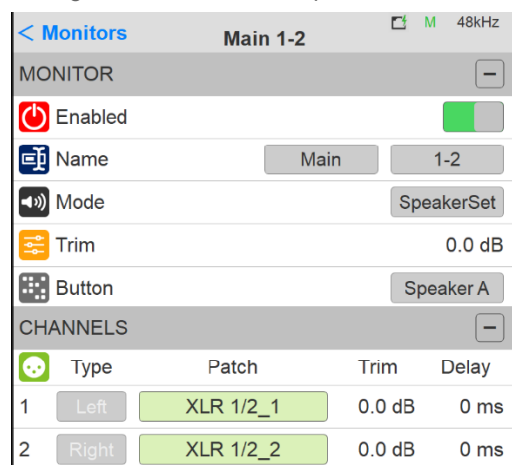 < Monitors Main 1-2 M 48kHz
MONITOR
Enabled
Name Main 1-2
Mode SpeakerSet
Trim 0.0 dB
Button Speaker A
CHANNELS
Type Patch Trim Delay
1 Left XLR 1/2_1 0.0 dB 0 ms
2 Right XLR 1/2_2 0.0 dB 0 ms